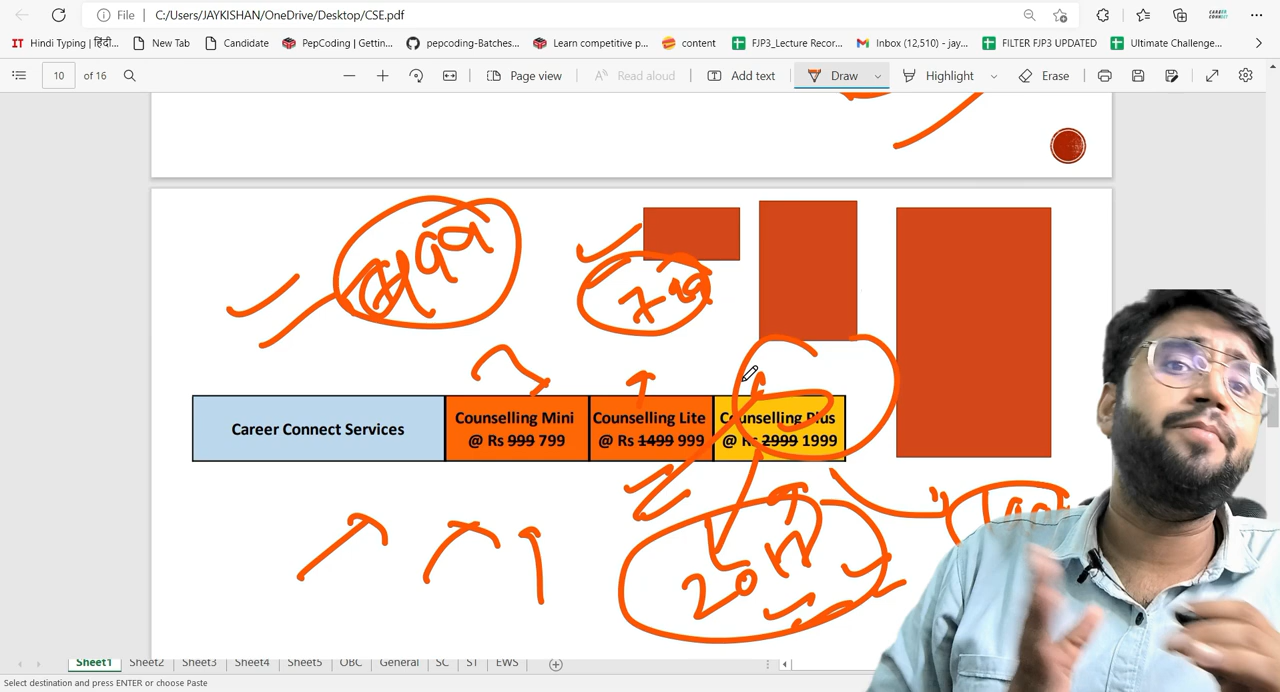 File
C:/Users/JAYKISHAN/OneDrive/Desktop/CSE.pdf
CAREER CONNECT
IT Hindi Typing | हिंदी...
New Tab
Candidate
PepCoding | Gettin...
pepcoding-Batches...
Learn competitive p...
content
FJP3_Lecture Recor...
Inbox (12,510) - jay...
FILTER FJP3 UPDATED
Ultimate Challenge...
10 of 16
Page view
Read aloud
Add text
Draw
Highlight
Erase
799
Career Connect Services
Counselling Mini
@ Rs 999 799
Counselling Lite
@ Rs 1499 999
Counselling Plus
@ Rs 2999 1999
Sheet1 Sheet2 Sheet3 Sheet4 Sheet5 OBC General SC ST EWS
Select destination and press ENTER or choose Paste